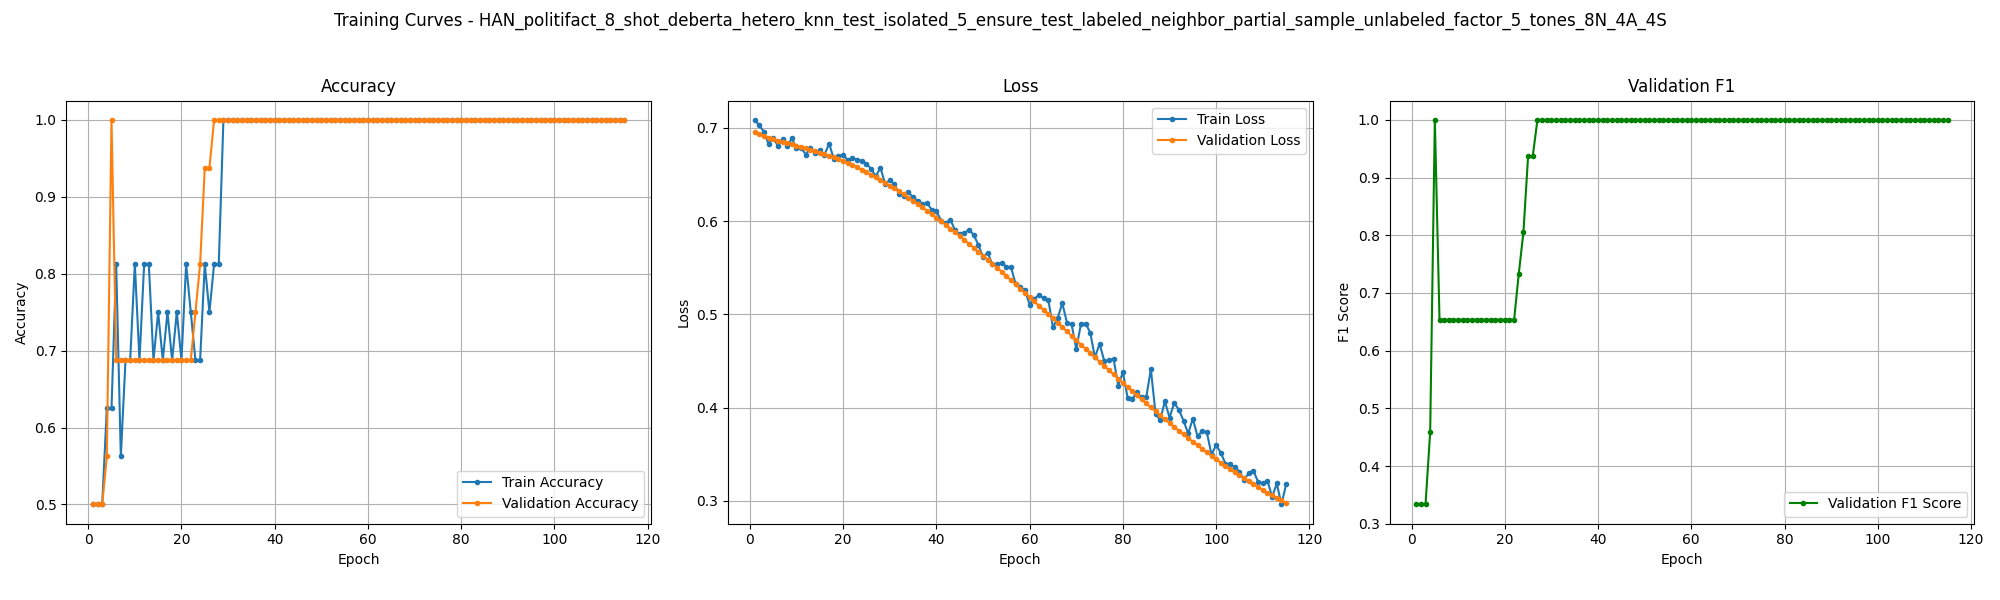 Training Curves - HAN_politifact_8_shot_deberta_hetero_knn_test_isolated_5_ensure_test_labeled_neighbor_partial_sample_unlabeled_factor_5_tones_8N_4A_4S
Accuracy
1.0
0.9
0.8
0.7
0.6
0.5
Accuracy
Train Accuracy
Validation Accuracy
0 20 40 60 80 100 120
Epoch
Loss
0.7
0.6
0.5
0.4
0.3
Loss
Train Loss
Validation Loss
0 20 40 60 80 100 120
Epoch
Validation F1
1.0
0.9
0.8
0.7
0.6
0.5
0.4
0.3
F1 Score
Validation F1 Score
0 20 40 60 80 100 120
Epoch